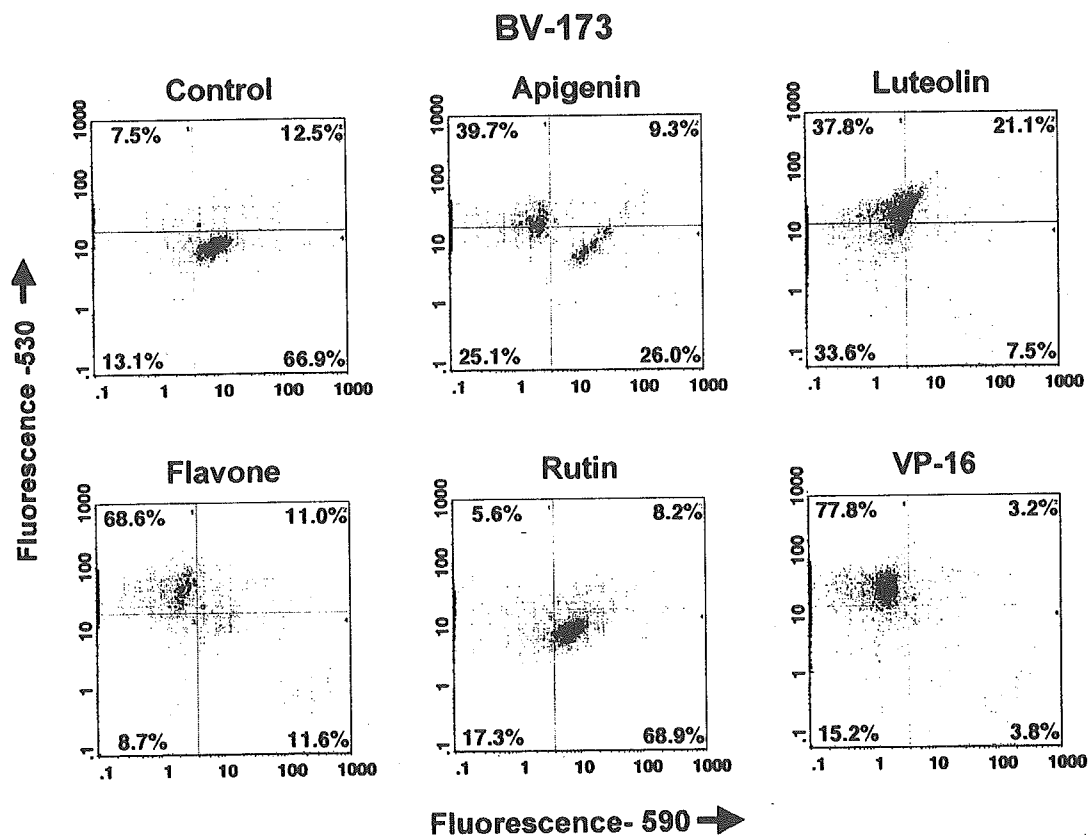 BV-173
Control
Apigenin
Luteolin
7.5% 12.5%
13.1% 66.9%
1000
100
10
1
.1
.1 1 10 100 1000
39.7% 9.3%
25.1% 26.0%
1000
100
10
1
.1
.1 1 10 100 1000
37.8% 21.1%
33.6% 7.5%
1000
100
10
1
.1
.1 1 10 100 1000
Flavone
Rutin
VP-16
68.6% 11.0%
8.7% 11.6%
1000
100
10
1
.1
.1 1 10 100 1000
5.6% 8.2%
17.3% 68.9%
1000
100
10
1
.1
.1 1 10 100 1000
77.8% 3.2%
15.2% 3.8%
1000
100
10
1
.1
.1 1 10 100 1000
Fluorescence -530
Fluorescence- 590